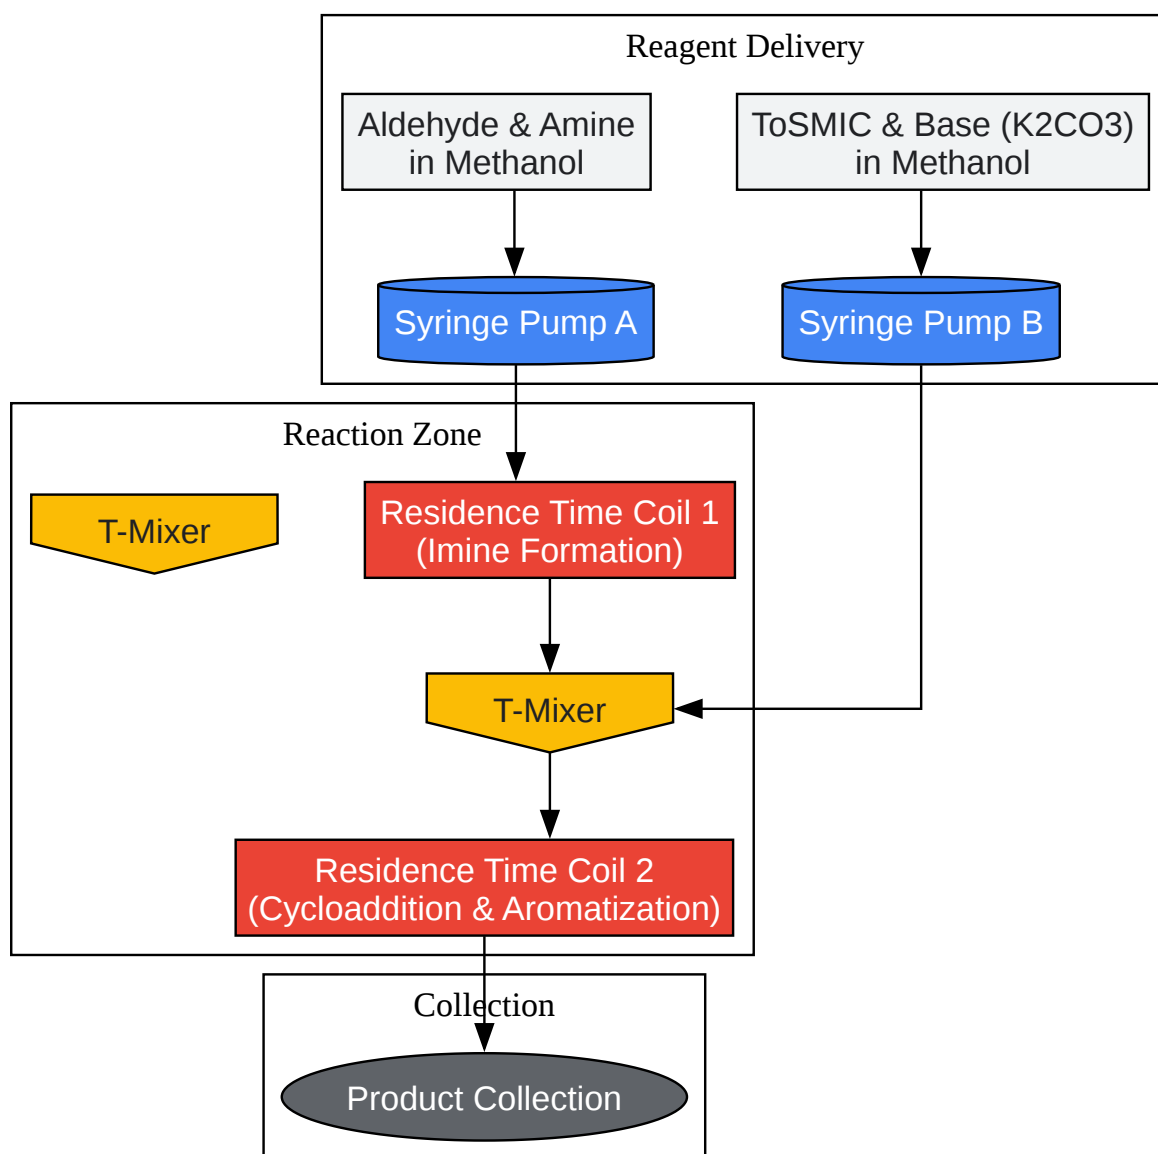 Reagent Delivery
Aldehyde & Amine
in Methanol
ToSMIC & Base (K2CO3)
in Methanol
Syringe Pump A
Syringe Pump B
Reaction Zone
T-Mixer
Residence Time Coil 1
(Imine Formation)
T-Mixer
Residence Time Coil 2
(Cycloaddition & Aromatization)
Collection
Product Collection